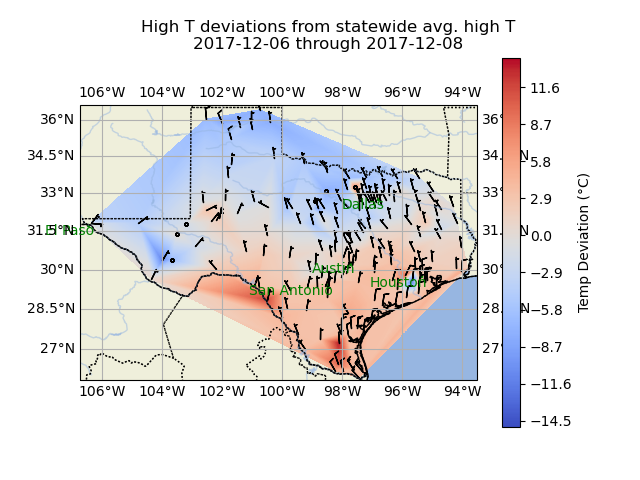 High T deviations from statewide avg. high T
2017-12-06 through 2017-12-08
106°W 104°W 102°W 100°W 98°W 96°W 94°W
36°N 36°
34.5°N 34. N
33°N 33°
31.5°N 31. N
30°N 30°
28.5°N 28. N
27°N 27°
El Paso
Dallas
Austin
San Antonio
Houston
106°W 104°W 102°W 100°W 98°W 96°W 94°W
11.6
8.7
5.8
2.9
0.0
−2.9
−5.8
−8.7
−11.6
−14.5
Temp Deviation (°C)